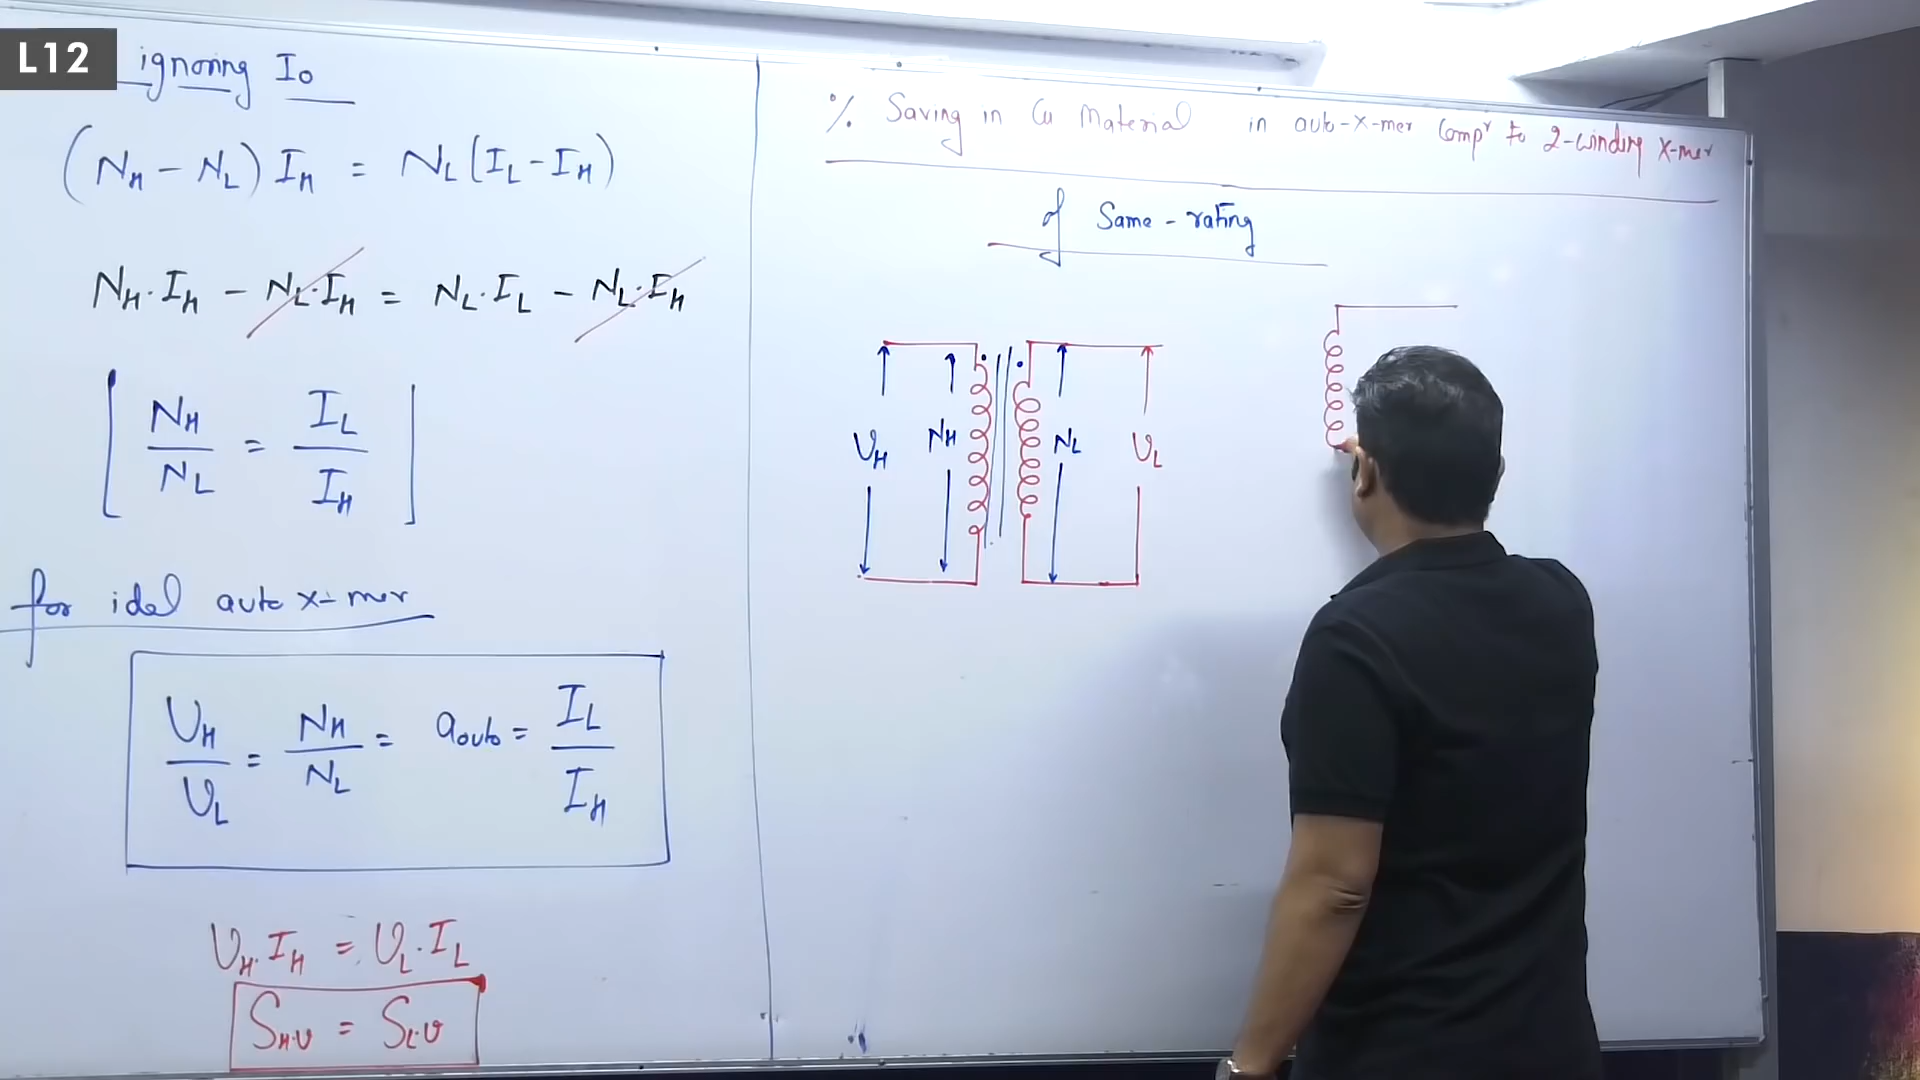 L12
ignoring I₀
(N_H - N_L) I_H = N_L (I_L - I_H)
N_H·I_H - N_L·I_H = N_L·I_L - N_L·I_H
[ N_H / N_L = I_L / I_H ]
for idel auto x-mer
V_H / V_L = N_H / N_L = a_auto = I_L / I_H
V_H·I_H = V_L·I_L
S_H.V = S_L.V
% Saving in Cu Material in auto-x-mer Comp^r to 2-winding x-mer
of Same-rating
V_H N_H N_L V_L